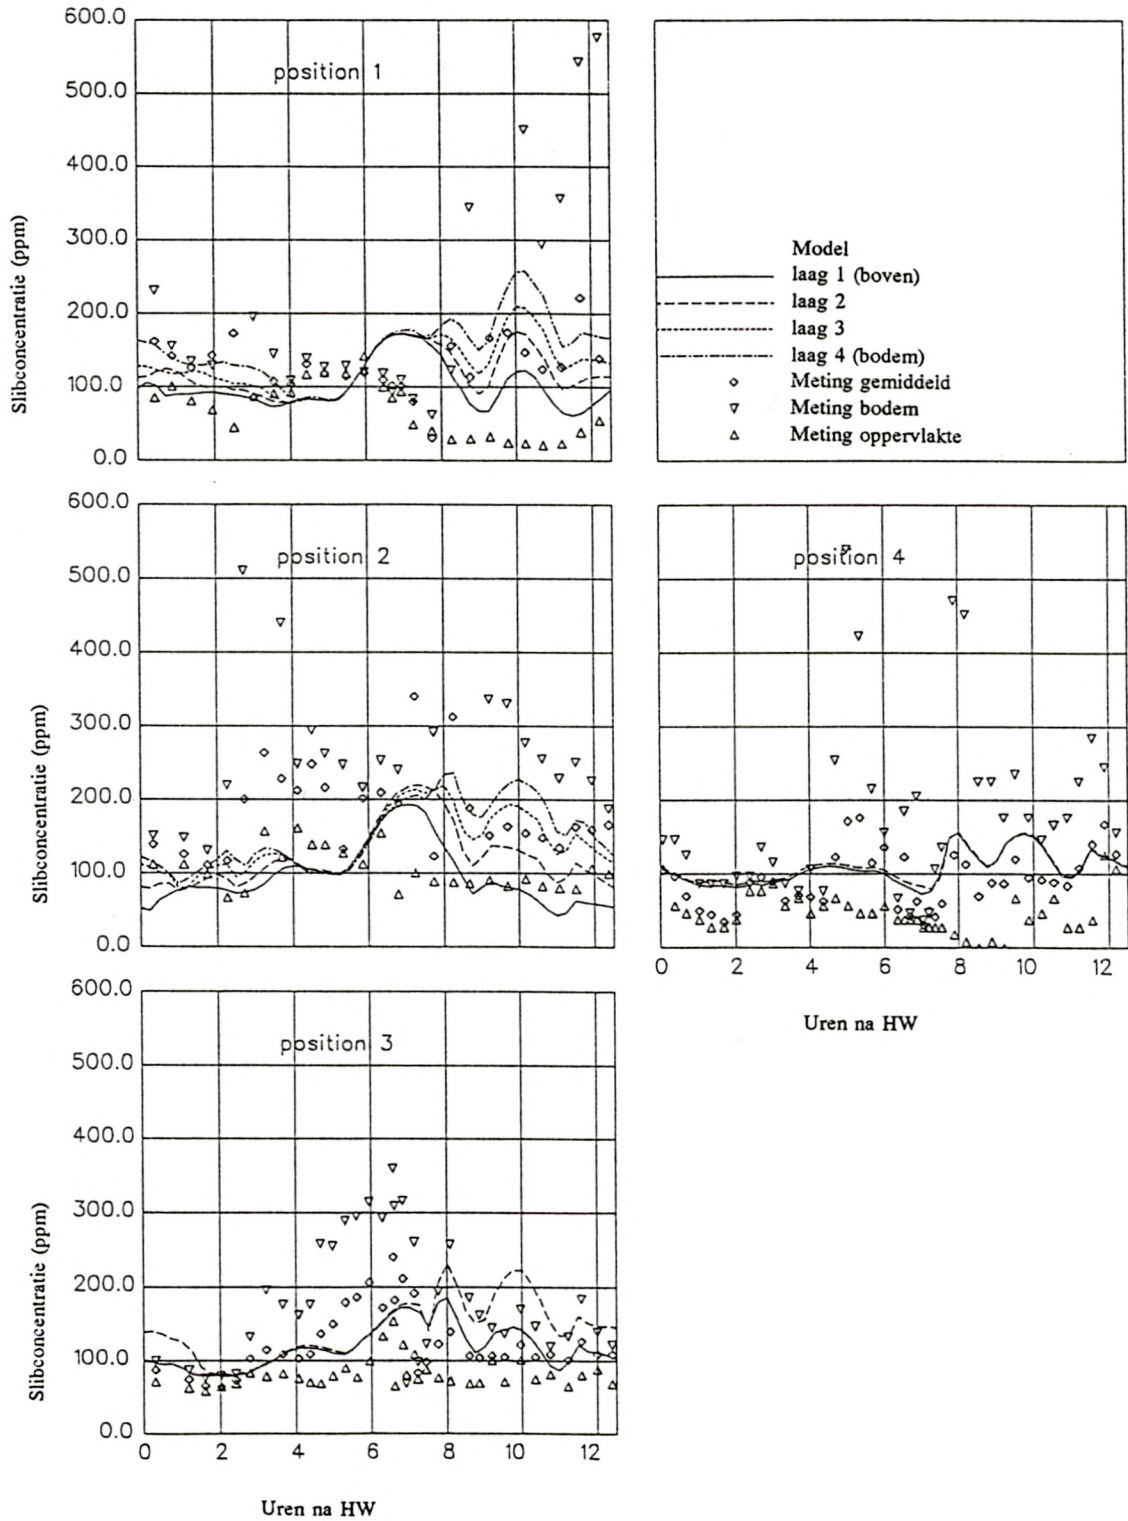 600.0
500.0
400.0
300.0
200.0
100.0
0.0
Slibconcentratie (ppm)
position 1
Model
laag 1 (boven)
laag 2
laag 3
laag 4 (bodem)
Meting gemiddeld
Meting bodem
Meting oppervlakte
600.0
500.0
400.0
300.0
200.0
100.0
0.0
Slibconcentratie (ppm)
position 2
position 4
0 2 4 6 8 10 12
Uren na HW
600.0
500.0
400.0
300.0
200.0
100.0
0.0
Slibconcentratie (ppm)
position 3
0 2 4 6 8 10 12
Uren na HW